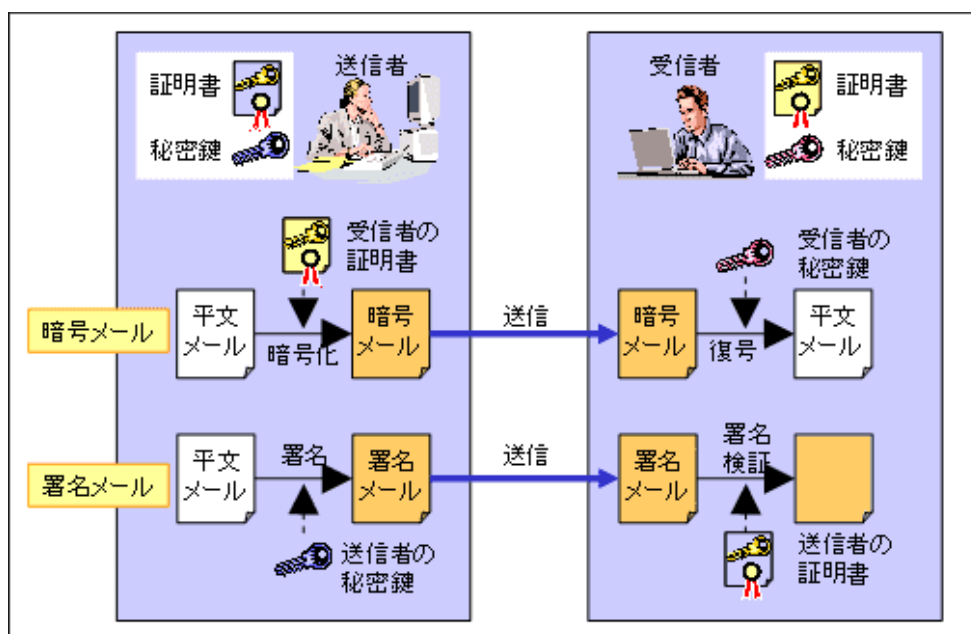 証明書
秘密鍵
送信者
受信者
証明書
秘密鍵
受信者の
証明書
受信者の
秘密鍵
暗号メール
平文
メール
暗号化
暗号
メール
送信
暗号
メール
復号
平文
メール
署名メール
平文
メール
署名
署名
メール
送信
署名
メール
署名
検証
送信者の
秘密鍵
送信者の
証明書